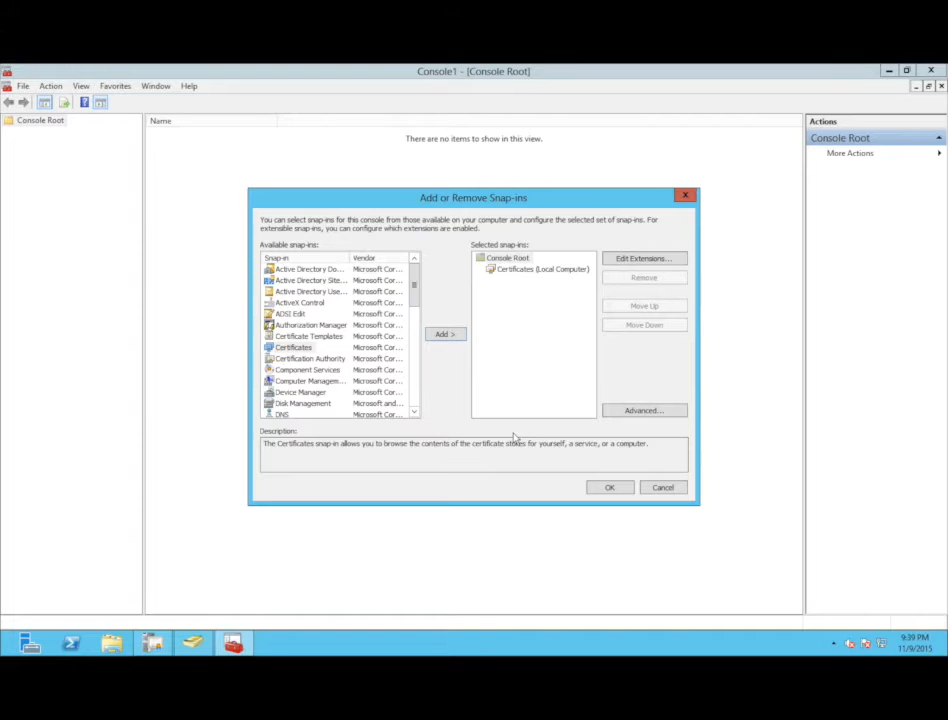 Console1 - [Console Root]
File Action View Favorites Window Help
Console Root
Name
There are no items to show in this view.
Actions
Console Root
More Actions
Add or Remove Snap-ins
X
You can select snap-ins for this console from those available on your computer and configure the selected set of snap-ins. For
extensible snap-ins, you can configure which extensions are enabled.
Available snap-ins:
Snap-in Vendor
Active Directory Do... Microsoft Cor...
Active Directory Site... Microsoft Cor...
Active Directory Use... Microsoft Cor...
ActiveX Control Microsoft Cor...
ADSI Edit Microsoft Cor...
Authorization Manager Microsoft Cor...
Certificate Templates Microsoft Cor...
Certificates Microsoft Cor...
Certification Authority Microsoft Cor...
Component Services Microsoft Cor...
Computer Managem... Microsoft Cor...
Device Manager Microsoft Cor...
Disk Management Microsoft and...
DNS Microsoft Cor...
Add >
Selected snap-ins:
Console Root
Certificates (Local Computer)
Edit Extensions...
Remove
Move Up
Move Down
Advanced...
Description:
The Certificates snap-in allows you to browse the contents of the certificate stores for yourself, a service, or a computer.
OK
Cancel
9:39 PM
11/9/2015